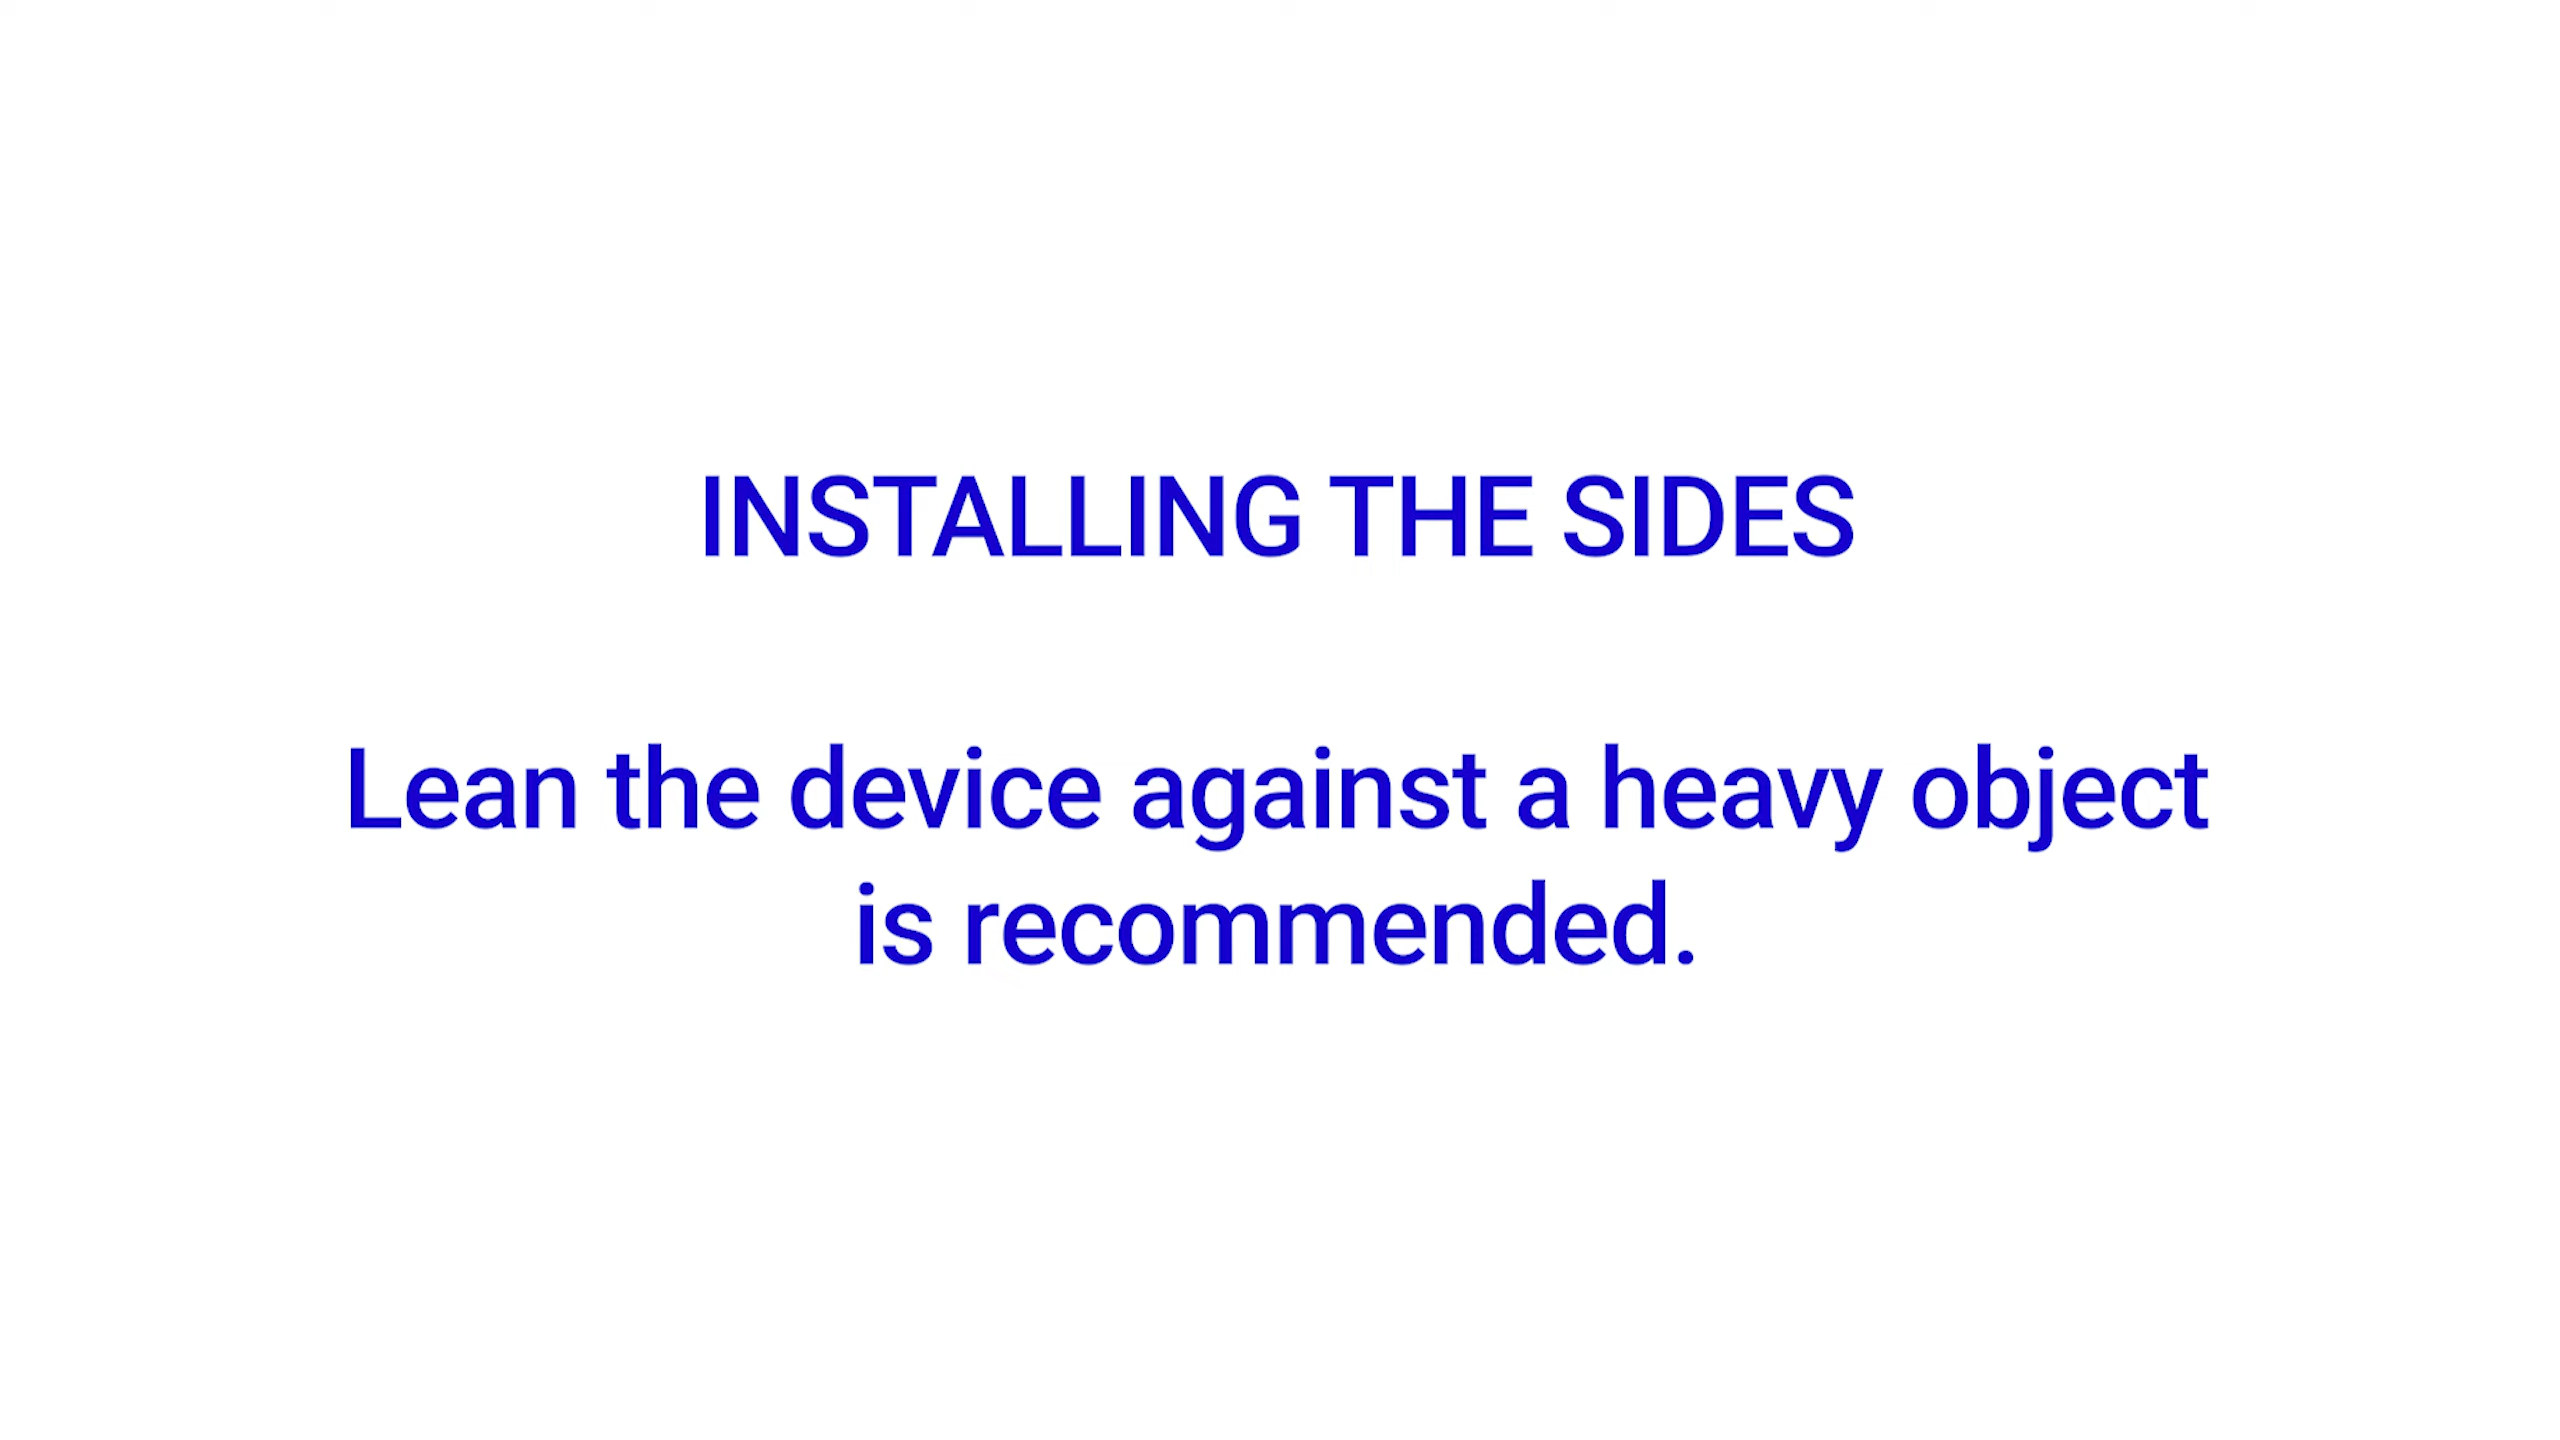 INSTALLING THE SIDES
Lean the device against a heavy object
is recommended.